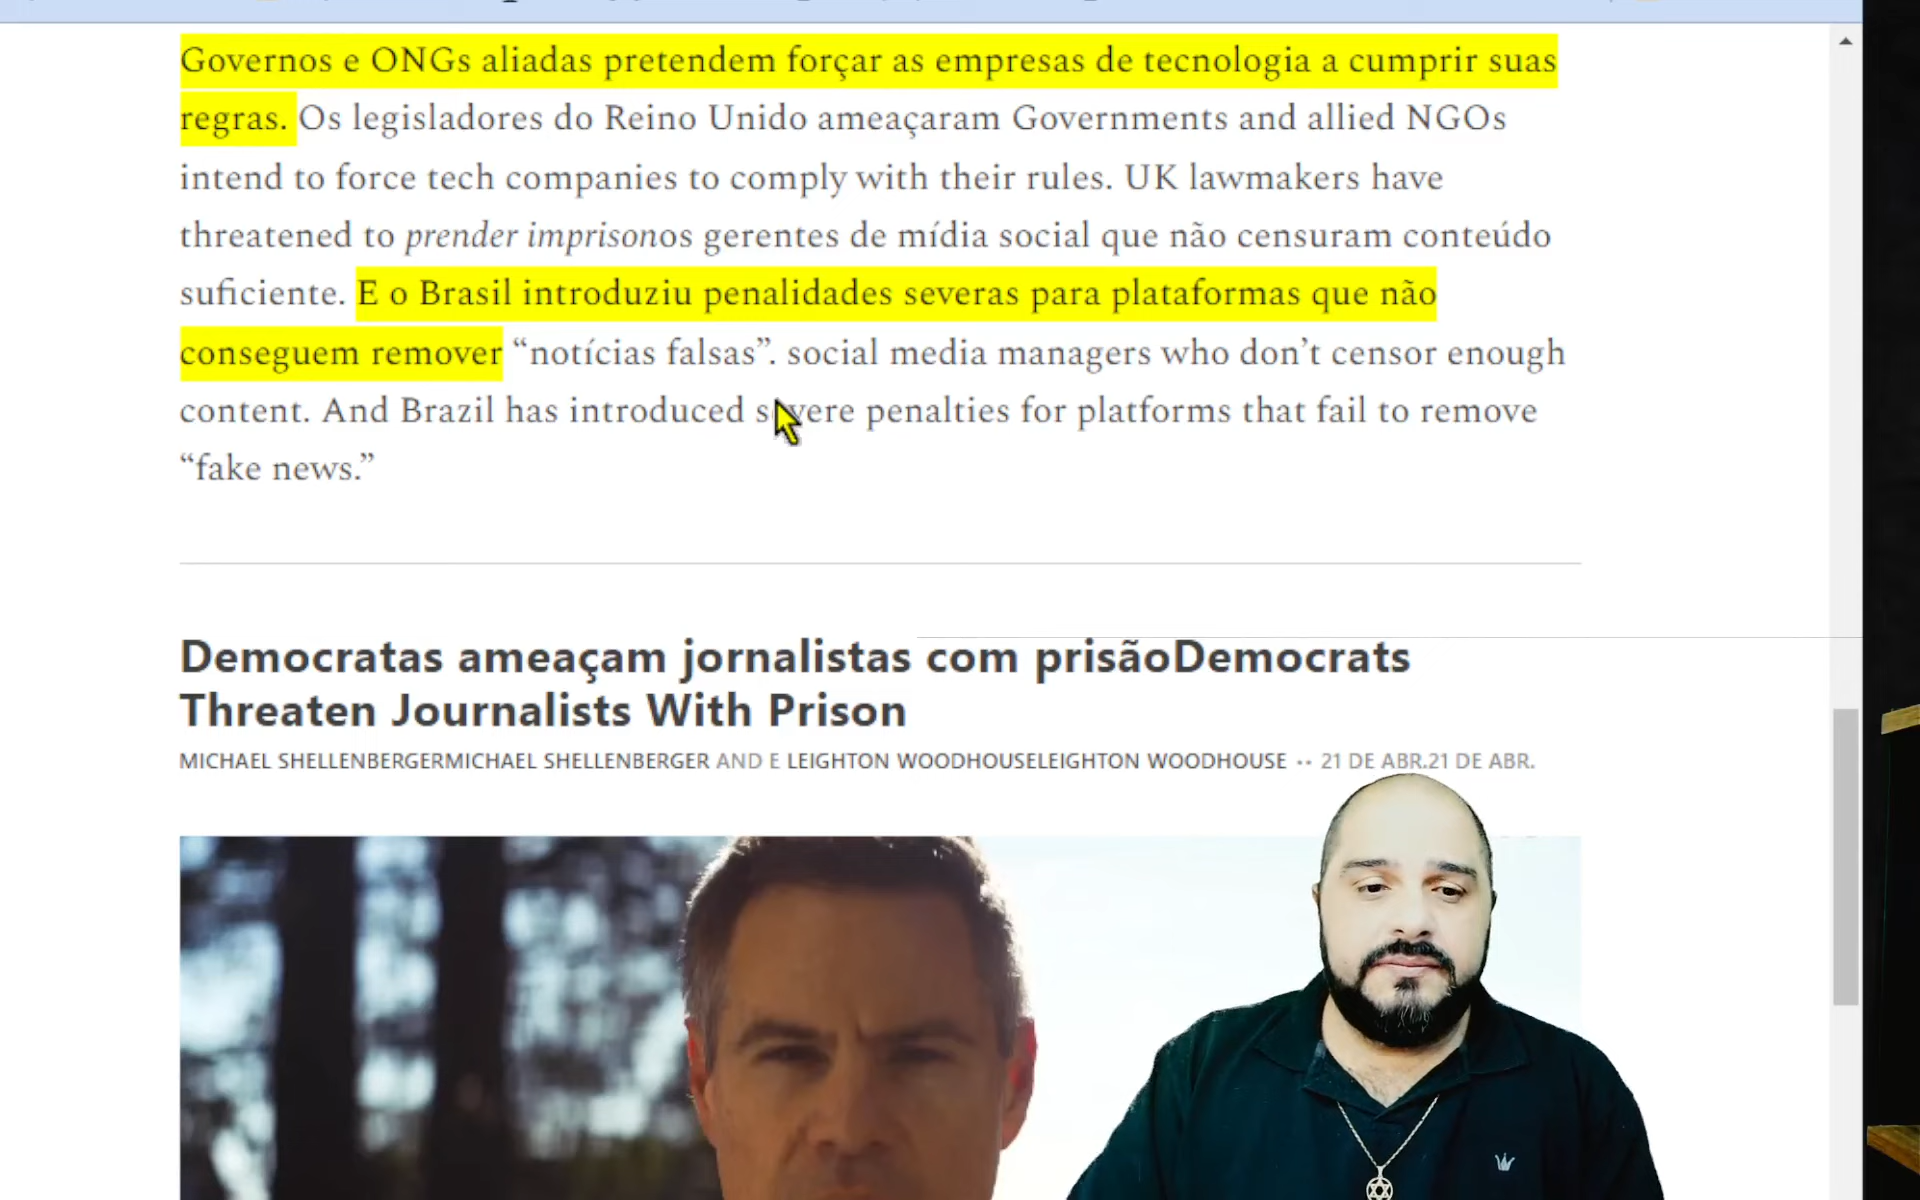 Governos e ONGs aliadas pretendem forçar as empresas de tecnologia a cumprir suas
regras. Os legisladores do Reino Unido ameaçaram Governments and allied NGOs
intend to force tech companies to comply with their rules. UK lawmakers have
threatened to prender imprisonos gerentes de mídia social que não censuram conteúdo
suficiente. E o Brasil introduziu penalidades severas para plataformas que não
conseguem remover “notícias falsas”. social media managers who don’t censor enough
content. And Brazil has introduced severe penalties for platforms that fail to remove
“fake news.”
Democratas ameaçam jornalistas com prisãoDemocrats
Threaten Journalists With Prison
MICHAEL SHELLENBERGERMICHAEL SHELLENBERGER AND E LEIGHTON WOODHOUSELEIGHTON WOODHOUSE •• 21 DE ABR.21 DE ABR.